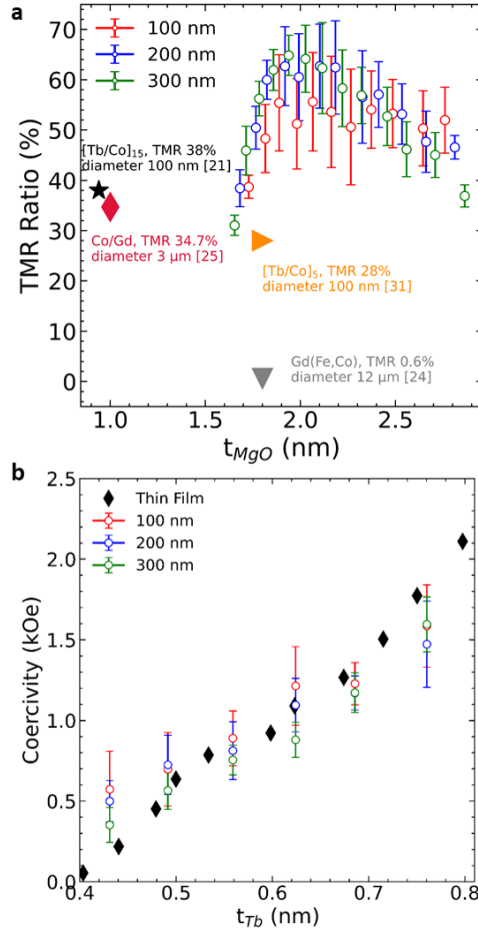 a
100 nm
200 nm
300 nm
TMR Ratio (%)
70
60
50
40
30
20
10
0
[Tb/Co]15, TMR 38%
diameter 100 nm [21]
Co/Gd, TMR 34.7%
diameter 3 μm [25]
[Tb/Co]5, TMR 28%
diameter 100 nm [31]
Gd(Fe,Co), TMR 0.6%
diameter 12 μm [24]
1.0 1.5 2.0 2.5
tMgO (nm)
b
Thin Film
100 nm
200 nm
300 nm
Coercivity (kOe)
2.5
2.0
1.5
1.0
0.5
0
0.4 0.5 0.6 0.7 0.8
tTb (nm)